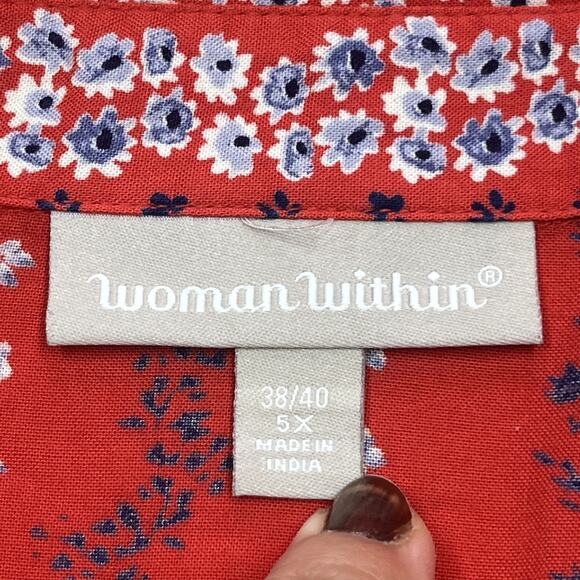 woman within®
38/40
5X
MADE IN
INDIA